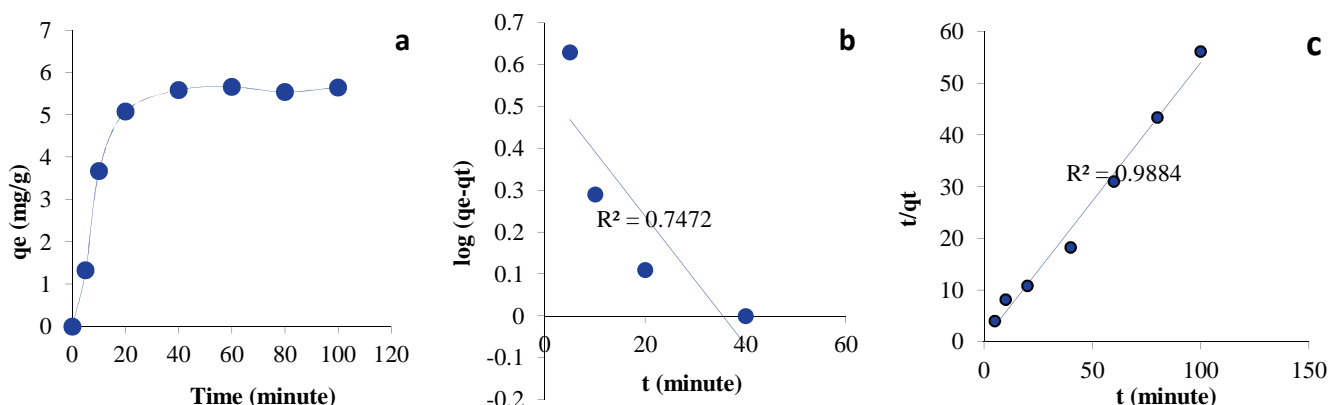 a
7
6
5
4
3
2
1
0
0 20 40 60 80 100 120
qe (mg/g)
Time (minute)
b
0.7
0.6
0.5
0.4
0.3
0.2
0.1
0
-0.1
-0.2
0 20 40 60
R² = 0.7472
log (qe-qt)
t (minute)
c
60
50
40
30
20
10
0
0 50 100 150
R² = 0.9884
t/qt
t (minute)